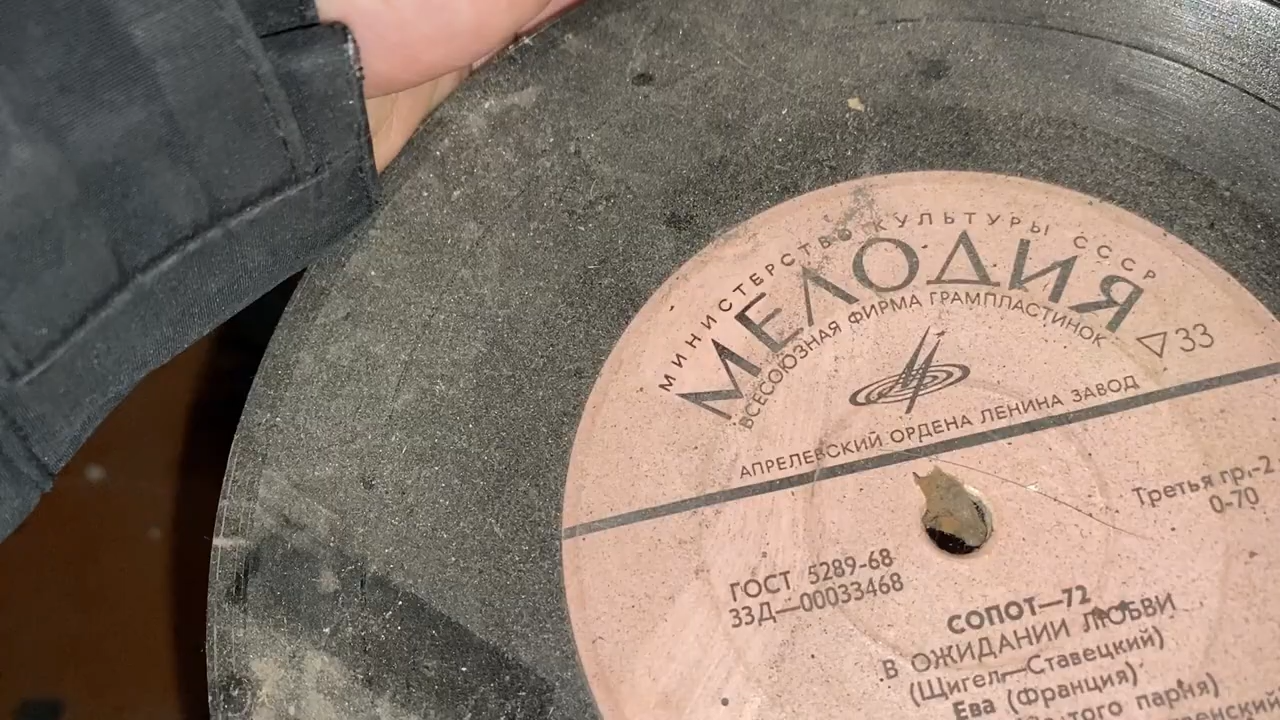 МИНИСТЕРСТВО КУЛЬТУРЫ СССР
МЕЛОДИЯ
ВСЕСОЮЗНАЯ ФИРМА ГРАМПЛАСТИНОК
33
АПРЕЛЕВСКИЙ ОРДЕНА ЛЕНИНА ЗАВОД
Третья гр.-2
0-70
ГОСТ 5289-68
33Д—00033468
СОПОТ—72
В ОЖИДАНИИ ЛЮБВИ
(Щигел—Ставецкий)
Ева (Франция)
парня)